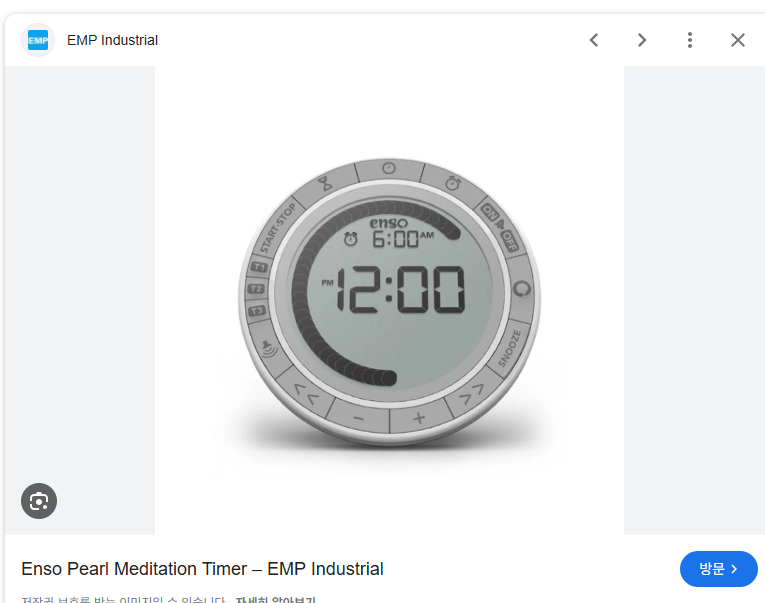 EMP
EMP Industrial
START•STOP
ON
OFF
T1
T2
T3
SNOOZE
enso
6:00 AM
PM 12:00
<<
−
+
>>
Enso Pearl Meditation Timer – EMP Industrial
방문
저작권 보호를 받는 이미지일 수 있습니다. 자세히 알아보기